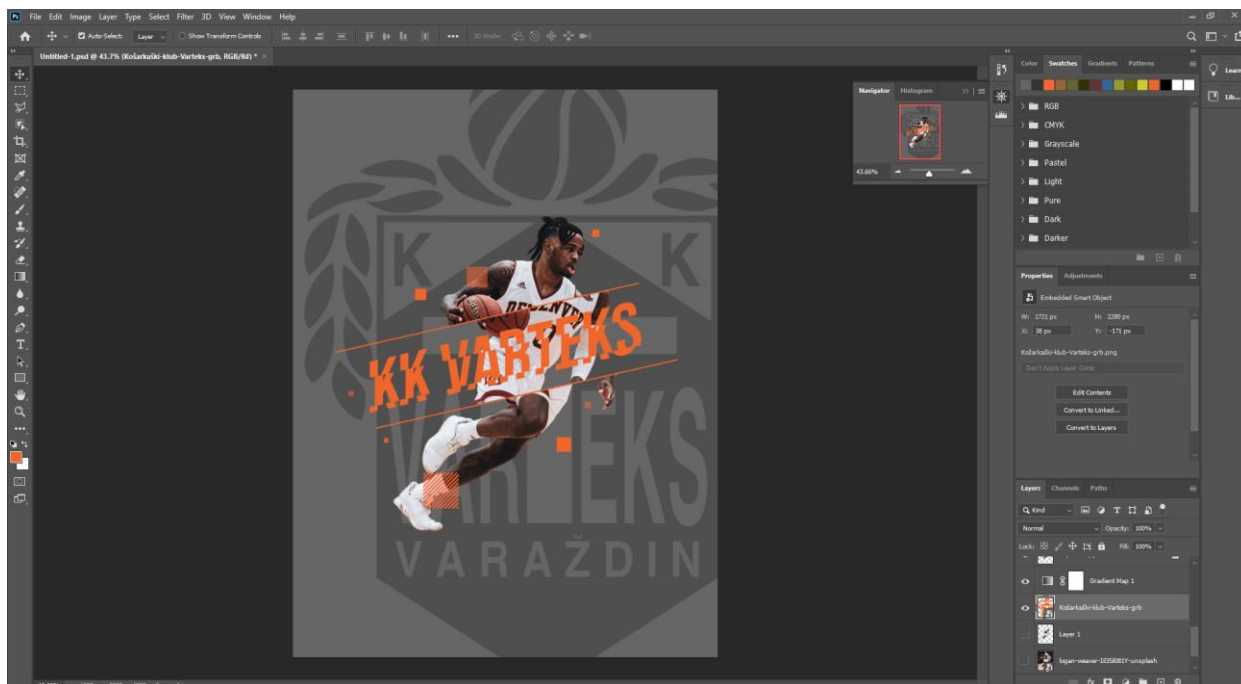 File Edit Image Layer Type Select Filter 3D View Window Help
Auto-Select: Layer Show Transform Controls 3D Mode:
Untitled-1.psd @ 43.7% (Košarkaški-klub-Varteks-grb, RGB/8#) *
Navigator Histogram
43.66%
Color Swatches Gradients Patterns
RGB
CMYK
Grayscale
Pastel
Light
Pure
Dark
Darker
Learn
Lib...
Properties Adjustments
Embedded Smart Object
W: 1721 px H: 2280 px
X: 38 px Y: -171 px
Košarkaški-klub-Varteks-grb.png
Don't Apply Layer Comp
Edit Contents
Convert to Linked...
Convert to Layers
Layers Channels Paths
Kind
Normal Opacity: 100%
Lock: Fill: 100%
Gradient Map 1
Košarkaški-klub-Varteks-grb
Layer 1
K K
KK VARTEKS
VARTEKS
VARAŽDIN